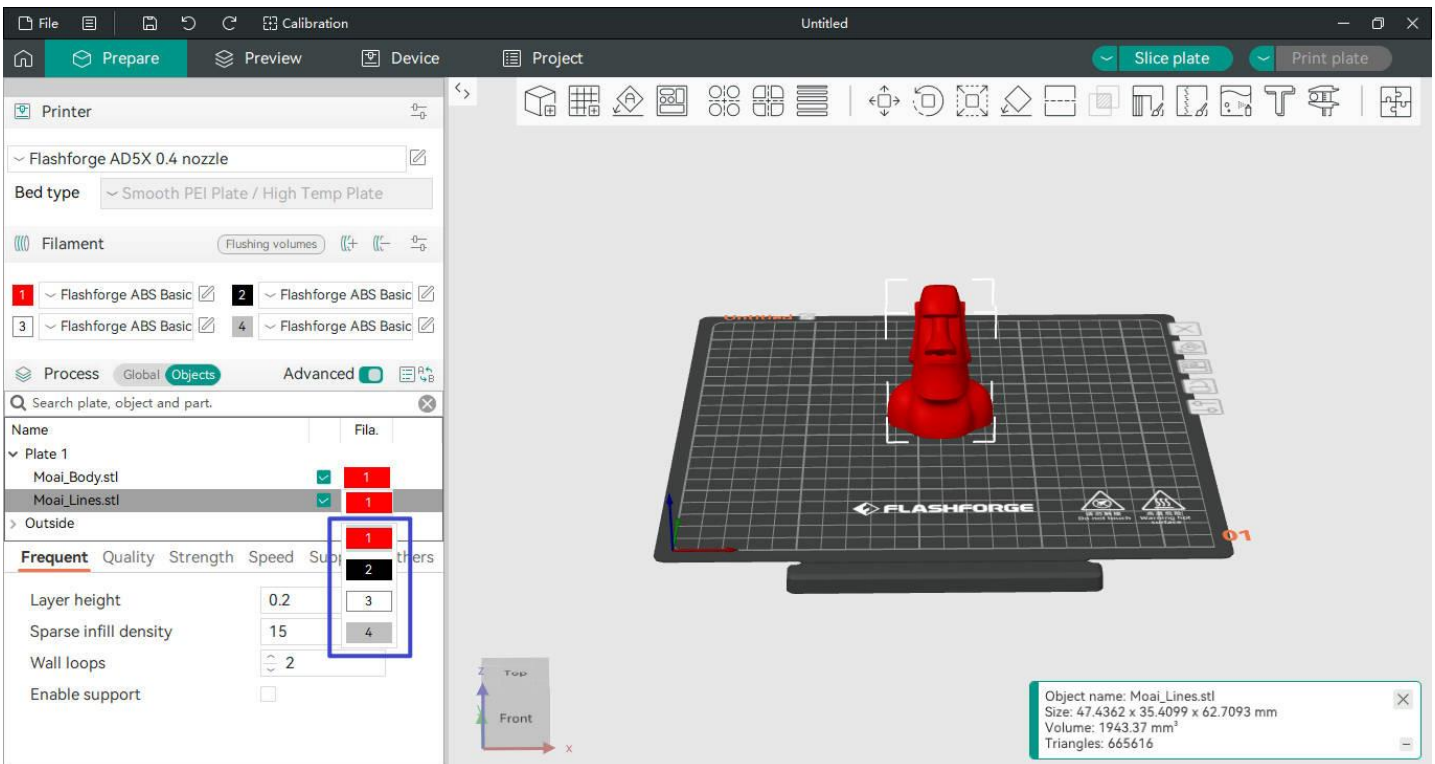 File
Calibration
Untitled
Prepare
Preview
Device
Project
Slice plate
Print plate
Printer
Flashforge AD5X 0.4 nozzle
Bed type Smooth PEI Plate / High Temp Plate
Filament Flushing volumes
1 Flashforge ABS Basic 2 Flashforge ABS Basic
3 Flashforge ABS Basic 4 Flashforge ABS Basic
Process Global Objects Advanced
Search plate, object and part.
Name Fila.
Plate 1
Moai_Body.stl 1
Moai_Lines.stl 1
Outside
1
2
3
4
Frequent Quality Strength Speed
Layer height 0.2
Sparse infill density 15
Wall loops 2
Enable support
FLASHFORGE
01
Top
Front
Z
X
Object name: Moai_Lines.stl
Size: 47.4362 x 35.4099 x 62.7093 mm
Volume: 1943.37 mm³
Triangles: 665616